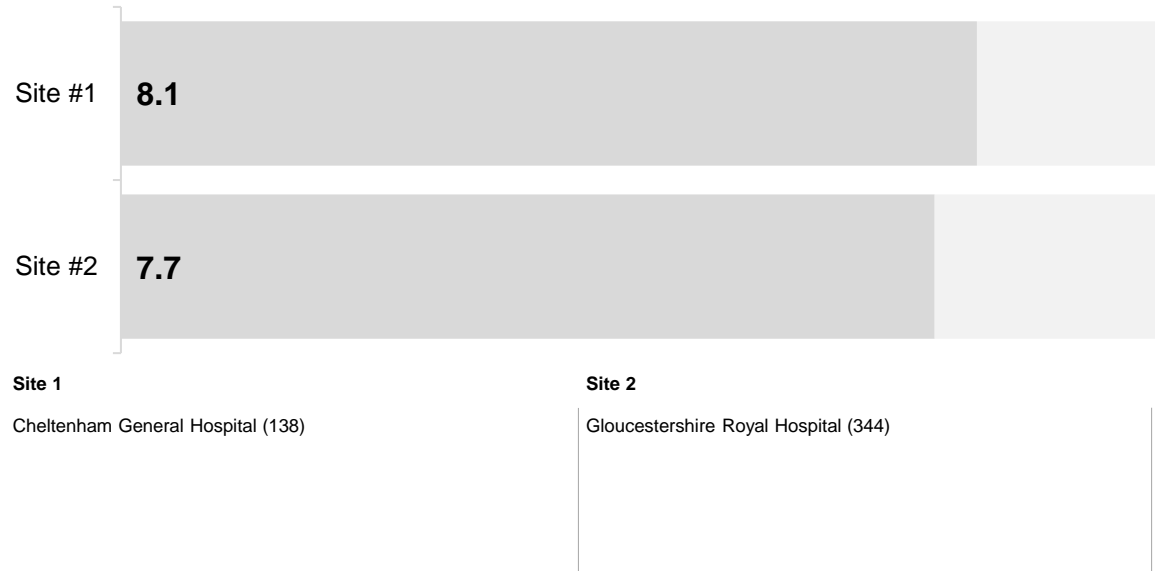 Site #1 8.1
Site #2 7.7
Site 1 Site 2
Cheltenham General Hospital (138) Gloucestershire Royal Hospital (344)